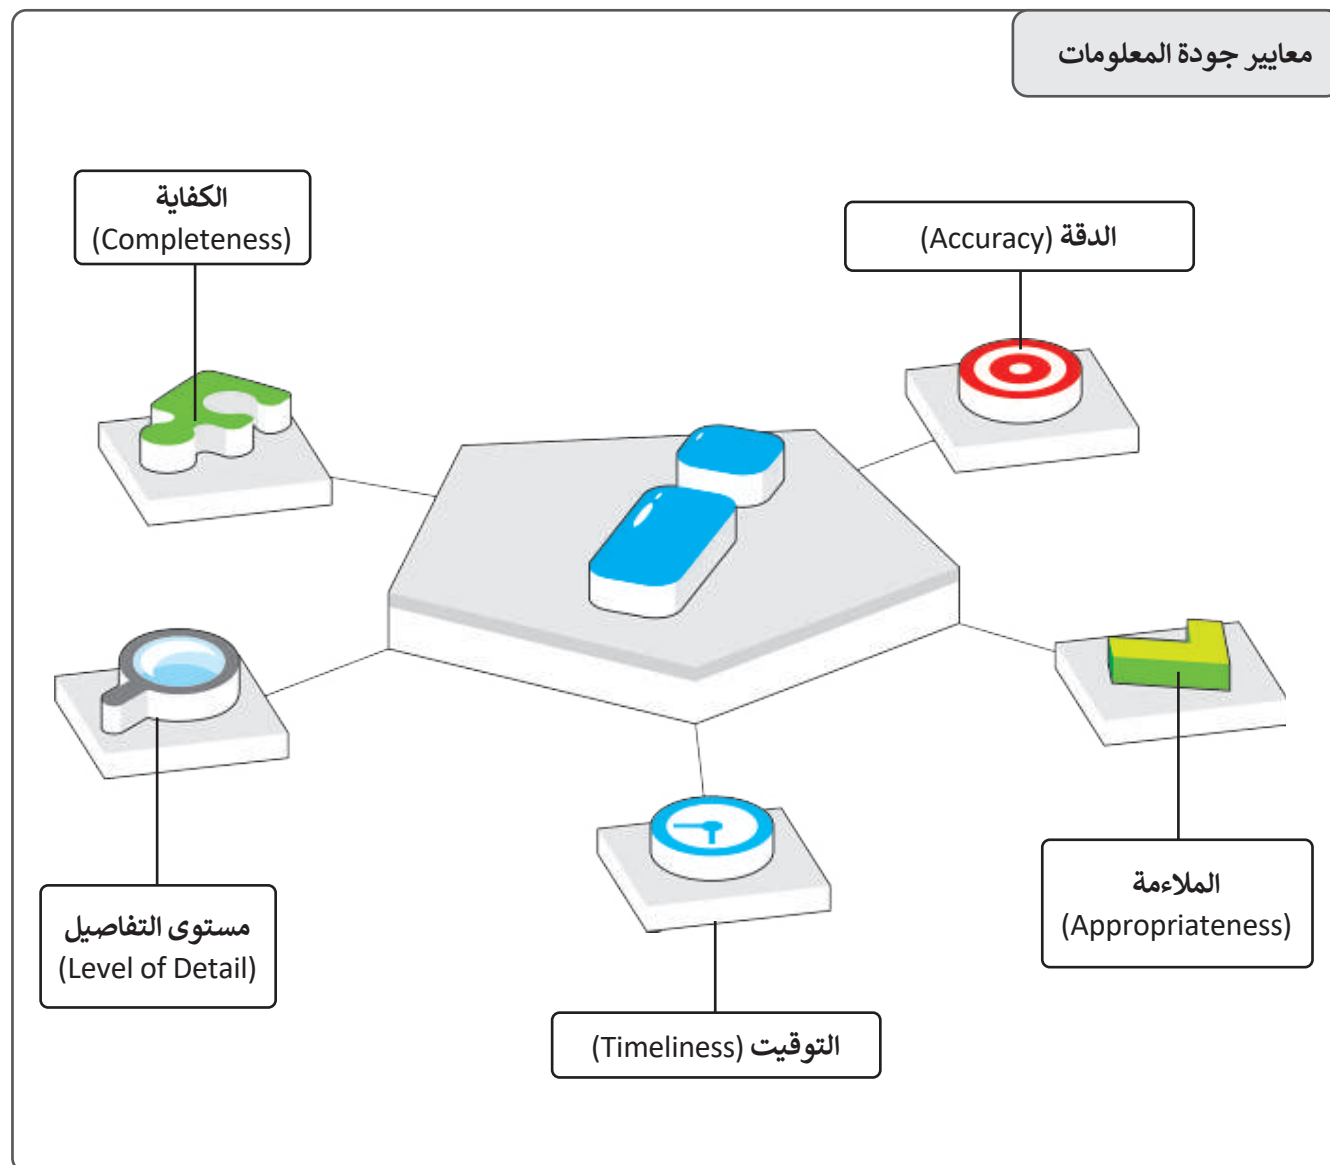 معايير جودة المعلومات
الدقة (Accuracy)
الكفاية
(Completeness)
الملاءمة
(Appropriateness)
مستوى التفاصيل
(Level of Detail)
التوقيت (Timeliness)